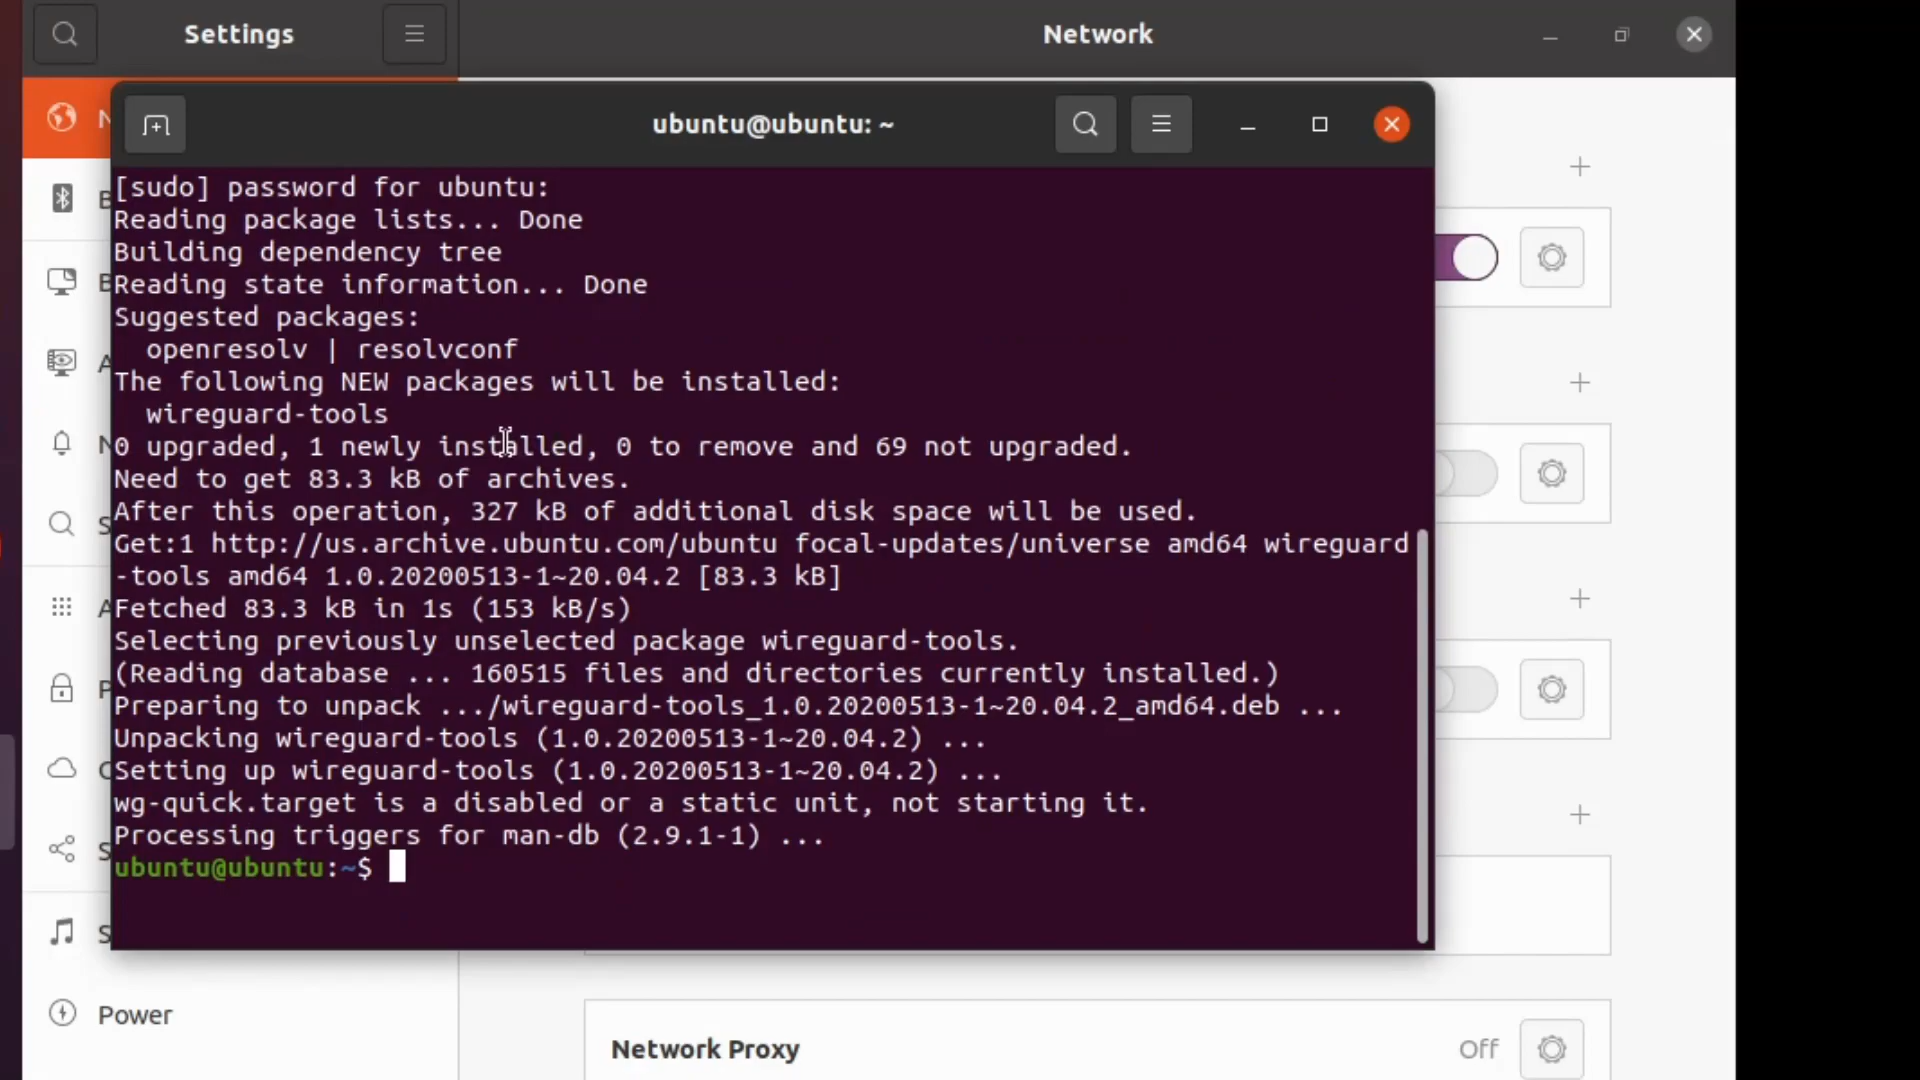 Settings
Network
ubuntu@ubuntu: ~
[sudo] password for ubuntu:
Reading package lists... Done
Building dependency tree
Reading state information... Done
Suggested packages:
  openresolv | resolvconf
The following NEW packages will be installed:
  wireguard-tools
0 upgraded, 1 newly installed, 0 to remove and 69 not upgraded.
Need to get 83.3 kB of archives.
After this operation, 327 kB of additional disk space will be used.
Get:1 http://us.archive.ubuntu.com/ubuntu focal-updates/universe amd64 wireguard
-tools amd64 1.0.20200513-1~20.04.2 [83.3 kB]
Fetched 83.3 kB in 1s (153 kB/s)
Selecting previously unselected package wireguard-tools.
(Reading database ... 160515 files and directories currently installed.)
Preparing to unpack .../wireguard-tools_1.0.20200513-1~20.04.2_amd64.deb ...
Unpacking wireguard-tools (1.0.20200513-1~20.04.2) ...
Setting up wireguard-tools (1.0.20200513-1~20.04.2) ...
wg-quick.target is a disabled or a static unit, not starting it.
Processing triggers for man-db (2.9.1-1) ...
ubuntu@ubuntu:~$
Power
Network Proxy
Off